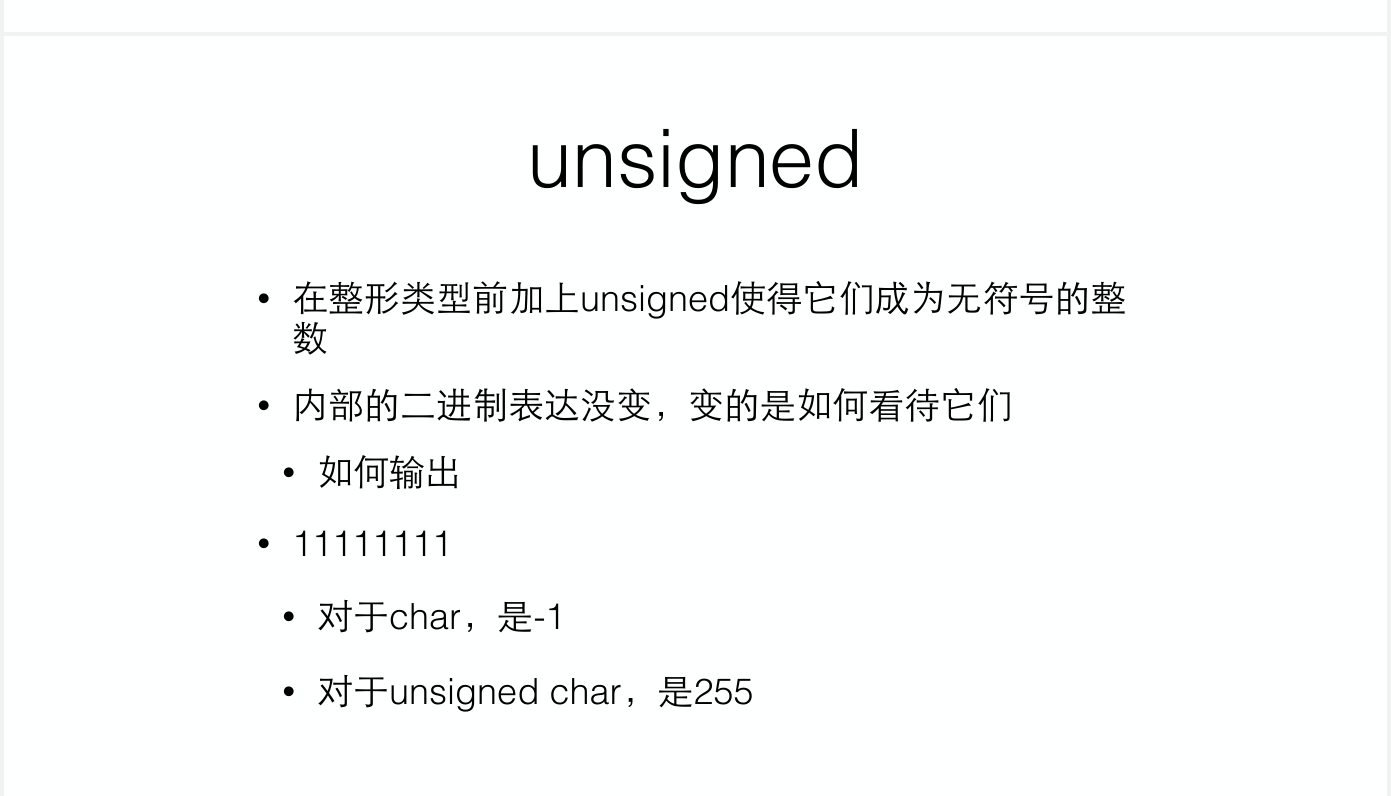 unsigned
• 在整形类型前加上unsigned使得它们成为无符号的整
数
• 内部的二进制表达没变，变的是如何看待它们
• 如何输出
• 11111111
• 对于char，是-1
• 对于unsigned char，是255